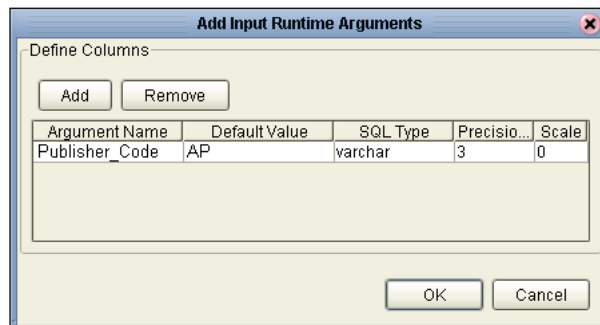 Add Input Runtime Arguments
Define Columns
Add Remove
Argument Name Default Value SQL Type Precisio... Scale
Publisher_Code AP varchar 3 0
OK Cancel